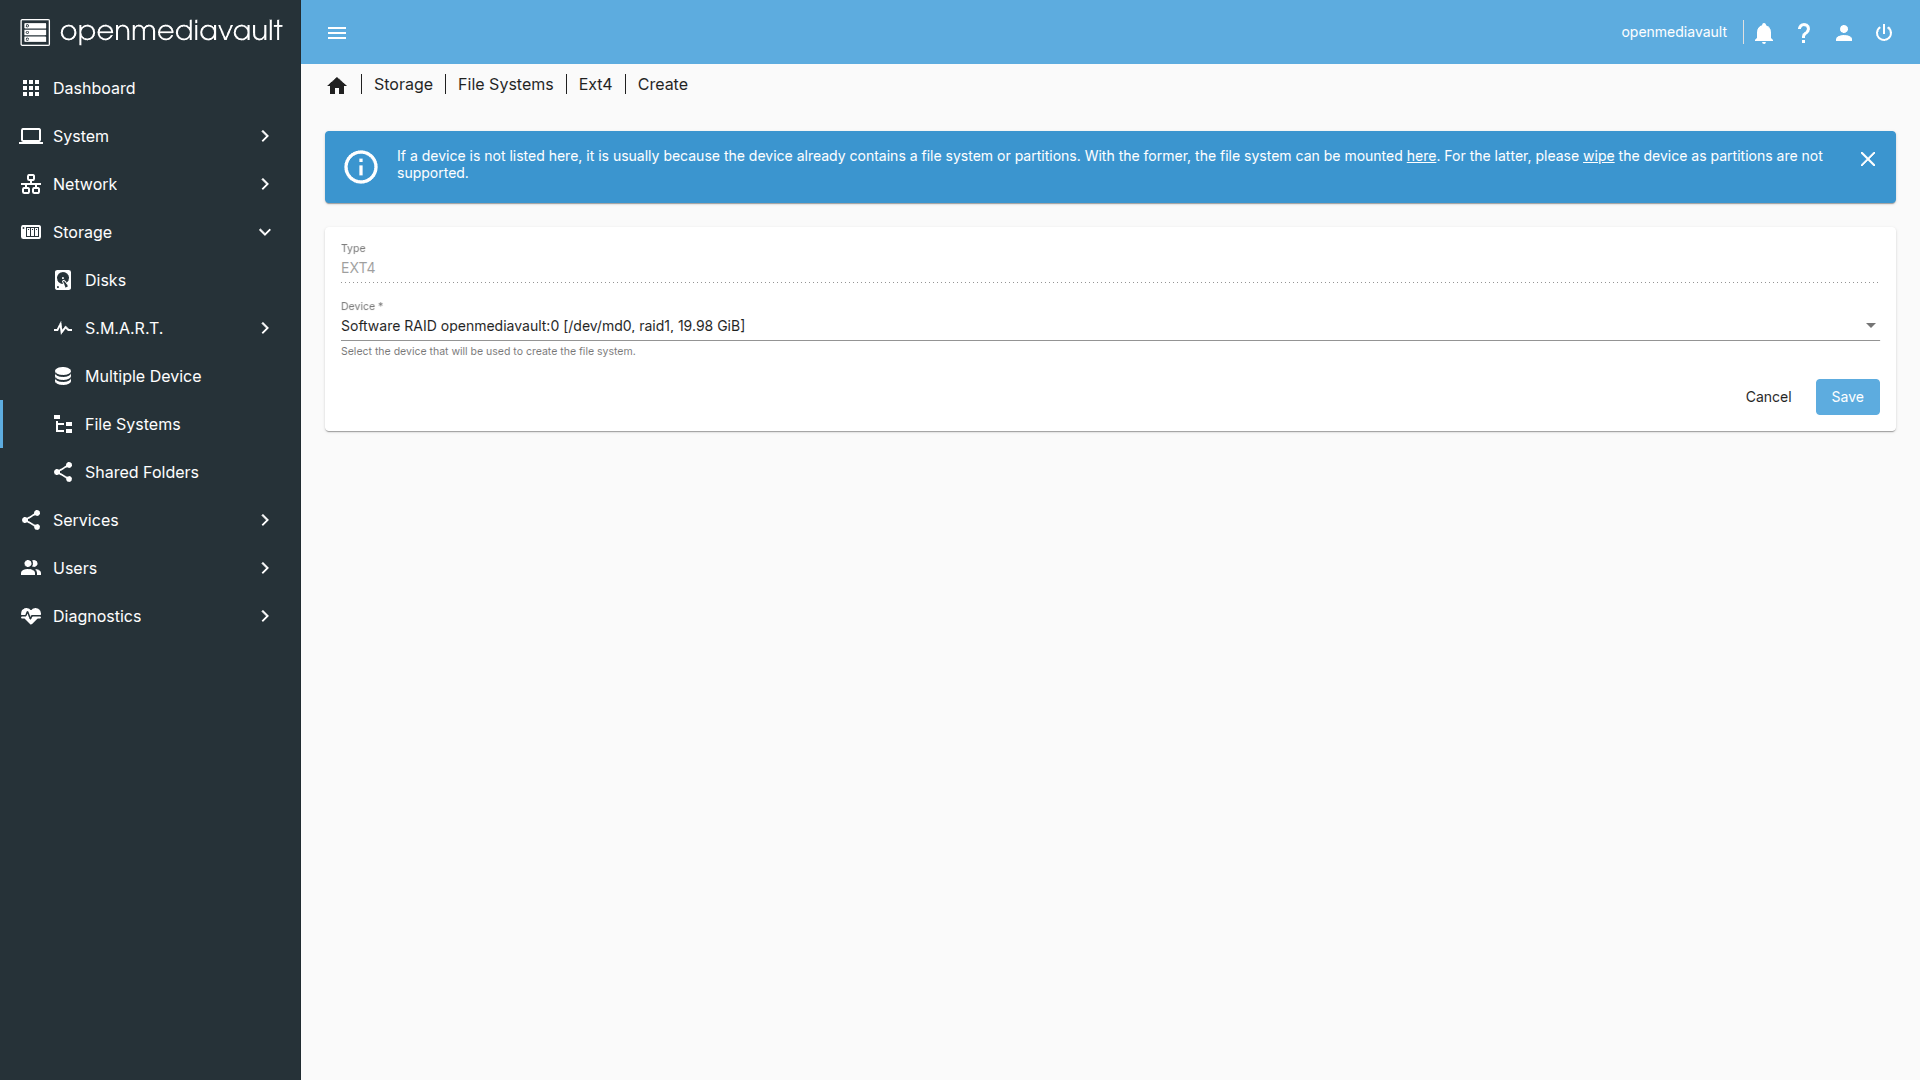 openmediavault
openmediavault
Dashboard
System
Network
Storage
Disks
S.M.A.R.T.
Multiple Device
File Systems
Shared Folders
Services
Users
Diagnostics
Storage
File Systems
Ext4
Create
If a device is not listed here, it is usually because the device already contains a file system or partitions. With the former, the file system can be mounted here. For the latter, please wipe the device as partitions are not
supported.
Type
EXT4
Device *
Software RAID openmediavault:0 [/dev/md0, raid1, 19.98 GiB]
Select the device that will be used to create the file system.
Cancel
Save